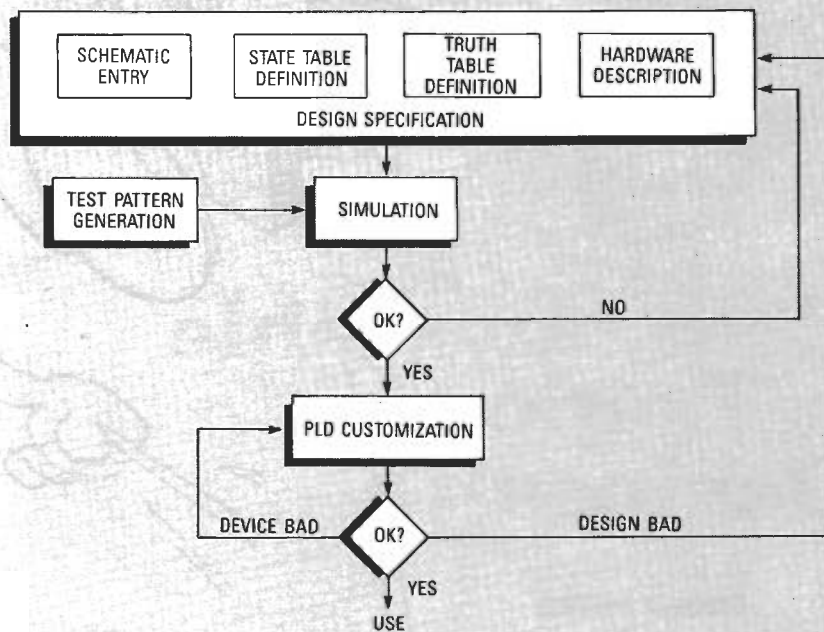 SCHEMATIC
ENTRY
STATE TABLE
DEFINITION
TRUTH
TABLE
DEFINITION
HARDWARE
DESCRIPTION
DESIGN SPECIFICATION
TEST PATTERN
GENERATION
SIMULATION
OK?
NO
YES
PLD CUSTOMIZATION
DEVICE BAD
OK?
DESIGN BAD
YES
USE